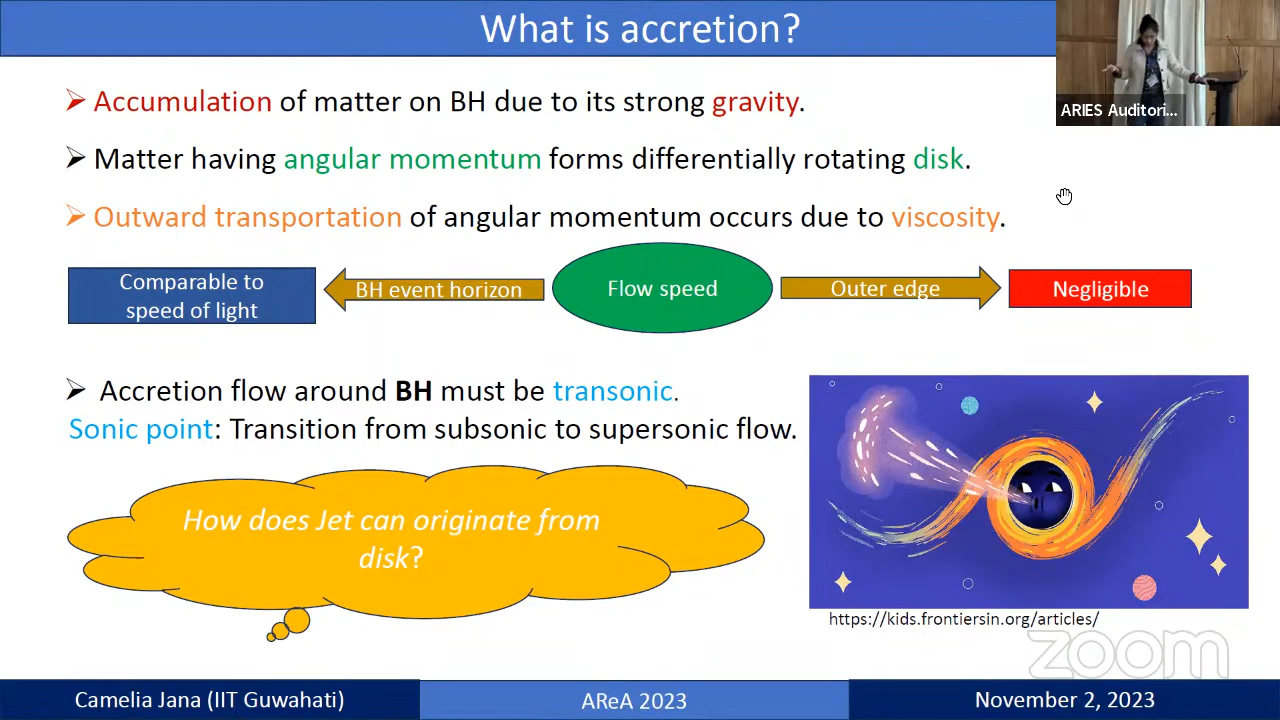 What is accretion?
ARIES Auditori...
➢ Accumulation of matter on BH due to its strong gravity.
➢ Matter having angular momentum forms differentially rotating disk.
➢ Outward transportation of angular momentum occurs due to viscosity.
Comparable to
speed of light
BH event horizon
Flow speed
Outer edge
Negligible
➢ Accretion flow around BH must be transonic.
Sonic point: Transition from subsonic to supersonic flow.
How does Jet can originate from
disk?
https://kids.frontiersin.org/articles/
zoom
Camelia Jana (IIT Guwahati)
AReA 2023
November 2, 2023